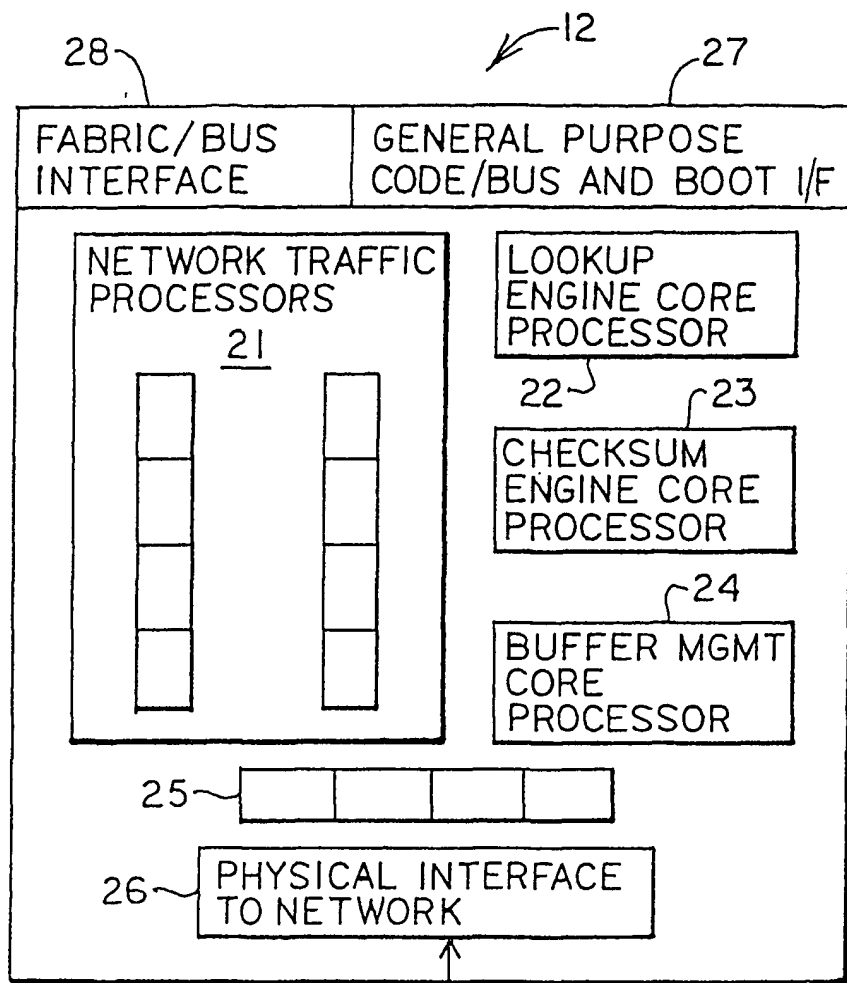 12
28
27
FABRIC/BUS
INTERFACE
GENERAL PURPOSE
CODE/BUS AND BOOT I/F
NETWORK TRAFFIC
PROCESSORS
21
LOOKUP
ENGINE CORE
PROCESSOR
22
23
CHECKSUM
ENGINE CORE
PROCESSOR
24
BUFFER MGMT
CORE
PROCESSOR
25
26
PHYSICAL INTERFACE
TO NETWORK